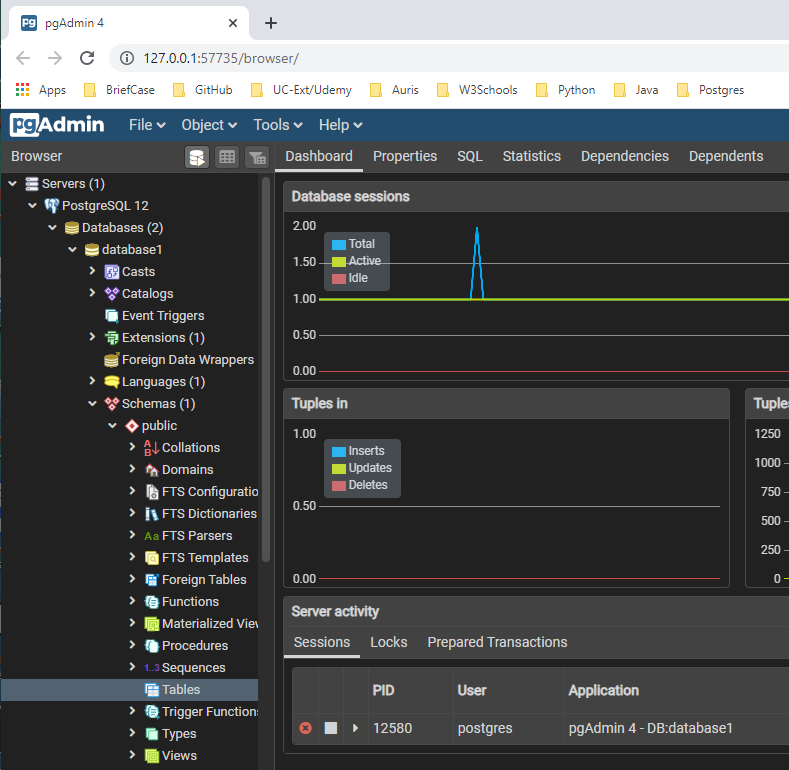 pgAdmin 4
127.0.0.1:57735/browser/
Apps BriefCase GitHub UC-Ext/Udemy Auris W3Schools Python Java Postgres
pgAdmin File Object Tools Help
Browser
Dashboard Properties SQL Statistics Dependencies Dependents
Servers (1)
PostgreSQL 12
Databases (2)
database1
Casts
Catalogs
Event Triggers
Extensions (1)
Foreign Data Wrappers
Languages (1)
Schemas (1)
public
Collations
Domains
FTS Configuratio
FTS Dictionaries
FTS Parsers
FTS Templates
Foreign Tables
Functions
Materialized Vie
Procedures
1..3 Sequences
Tables
Trigger Function
Types
Views
Database sessions
2.00
1.50
1.00
0.50
0.00
Total
Active
Idle
Tuples in
1.00
0.50
0.00
Inserts
Updates
Deletes
Tuples
1250
1000
750
500
250
0
Server activity
Sessions Locks Prepared Transactions
PID User Application
12580 postgres pgAdmin 4 - DB:database1